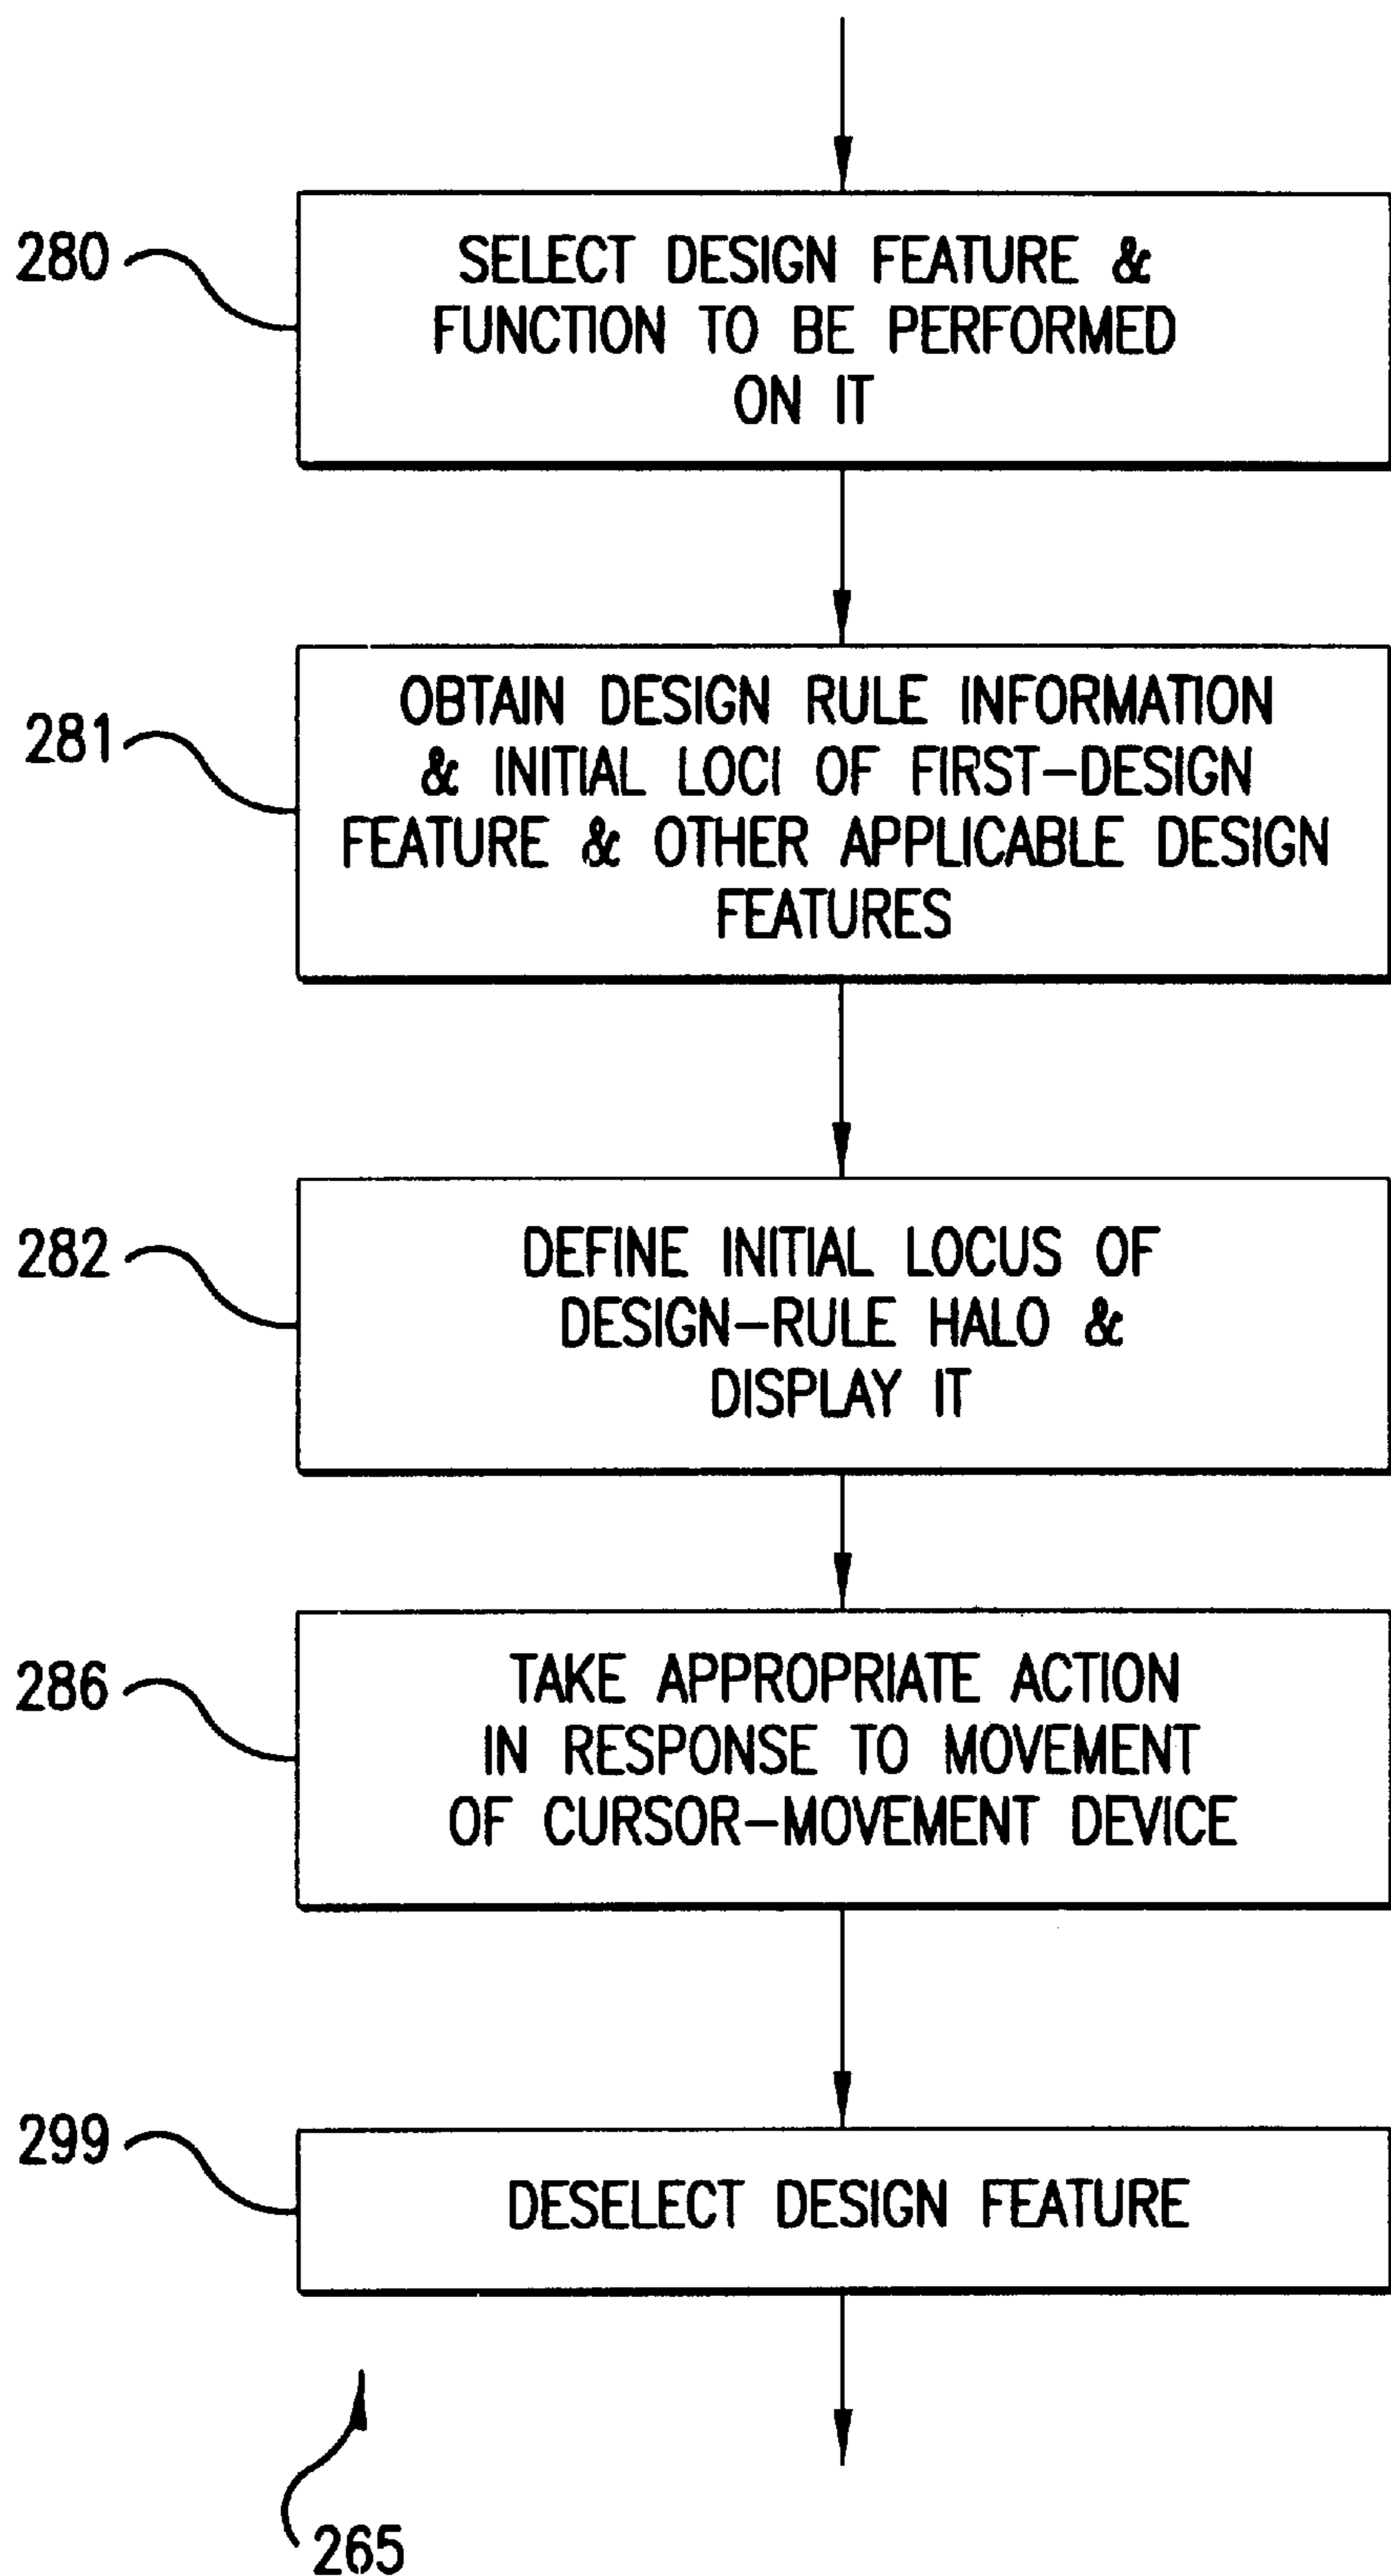 280
SELECT DESIGN FEATURE &
FUNCTION TO BE PERFORMED
ON IT
281
OBTAIN DESIGN RULE INFORMATION
& INITIAL LOCI OF FIRST-DESIGN
FEATURE & OTHER APPLICABLE DESIGN
FEATURES
282
DEFINE INITIAL LOCUS OF
DESIGN-RULE HALO &
DISPLAY IT
286
TAKE APPROPRIATE ACTION
IN RESPONSE TO MOVEMENT
OF CURSOR-MOVEMENT DEVICE
299
DESELECT DESIGN FEATURE
265